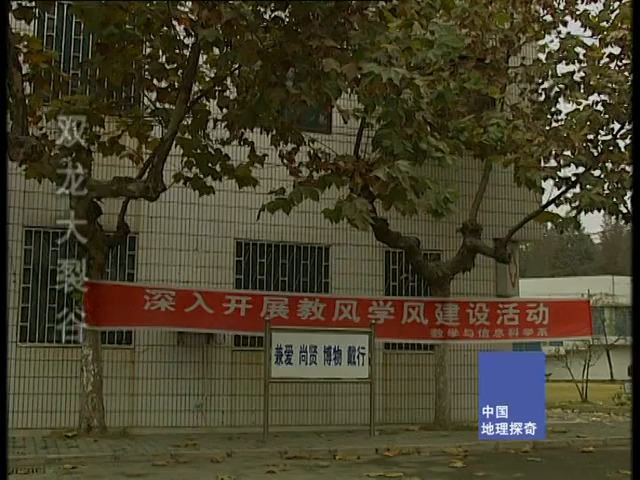 双龙大裂谷
深入开展教风学风建设活动
数学与信息科学系
兼爱 尚贤 博物 戴行
中国
地理探奇